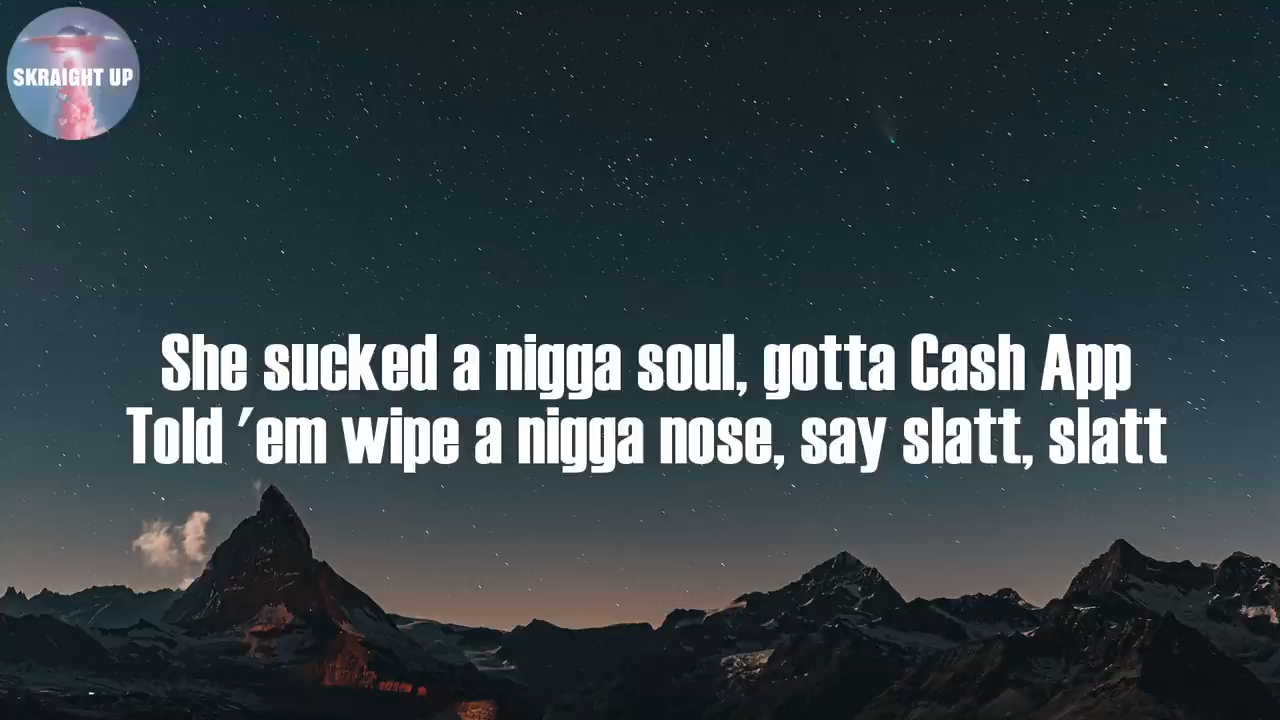 SKRAIGHT UP
She sucked a nigga soul, gotta Cash App
Told 'em wipe a nigga nose, say slatt, slatt